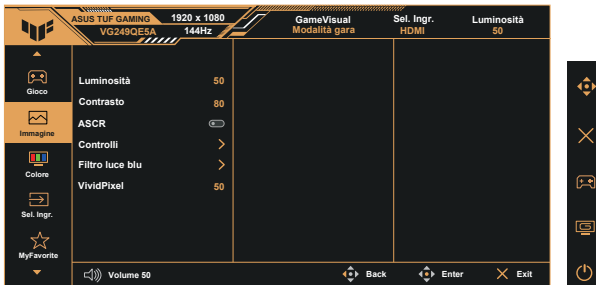 ASUS TUF GAMING 1920 x 1080 GameVisual Sel. Ingr. Luminosità
VG249QE5A 144Hz Modalità gara HDMI 50
Gioco
Immagine
Colore
Sel. Ingr.
MyFavorite
Luminosità 50
Contrasto 80
ASCR
Controlli
Filtro luce blu
VividPixel 50
Volume 50 Back Enter Exit